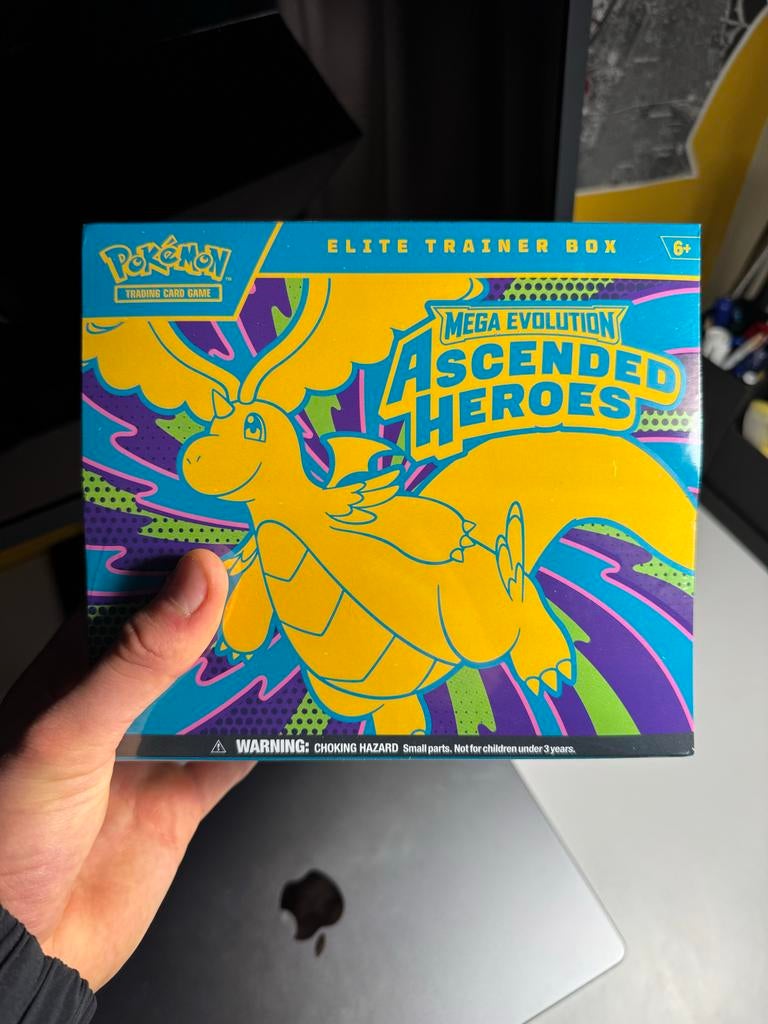 POKéMON
TRADING CARD GAME
ELITE TRAINER BOX
6+
MEGA EVOLUTION
ASCENDED
HEROES
WARNING: CHOKING HAZARD Small parts. Not for children under 3 years.